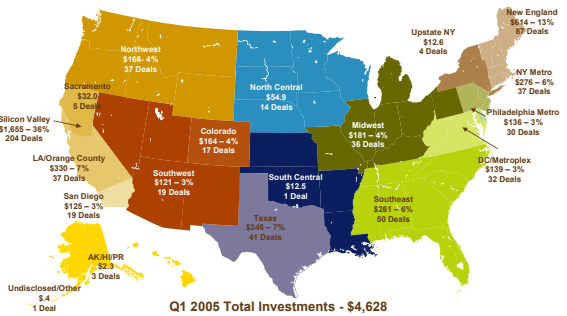 New England
$614 – 13%
87 Deals
Upstate NY
$12.6
4 Deals
Northwest
$166- 4%
37 Deals
NY Metro
$276 – 6%
37 Deals
Sacramento
$32.0
5 Deals
North Central
$54.9
14 Deals
Philadelphia Metro
$136 – 3%
30 Deals
Silicon Valley
$1,655 – 36%
204 Deals
Colorado
$164 – 4%
17 Deals
Midwest
$181 – 4%
36 Deals
LA/Orange County
$330 – 7%
37 Deals
DC/Metroplex
$139 – 3%
32 Deals
Southwest
$121 – 3%
19 Deals
South Central
$12.5
1 Deal
San Diego
$125 – 3%
19 Deals
Southeast
$261 – 6%
50 Deals
Texas
$346 – 7%
41 Deals
AK/HI/PR
$2.3
3 Deals
Undisclosed/Other
$.4
1 Deal
Q1 2005 Total Investments - $4,628